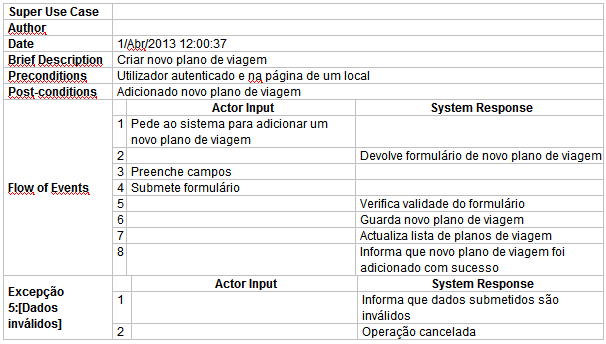 Super Use Case
Author
Date 1/Abr/2013 12:00:37
Brief Description Criar novo plano de viagem
Preconditions Utilizador autenticado e na página de um local
Post-conditions Adicionado novo plano de viagem
Flow of Events
Actor Input System Response
1 Pede ao sistema para adicionar um
novo plano de viagem
2 Devolve formulário de novo plano de viagem
3 Preenche campos
4 Submete formulário
5 Verifica validade do formulário
6 Guarda novo plano de viagem
7 Actualiza lista de planos de viagem
8 Informa que novo plano de viagem foi
adicionado com sucesso
Excepção
5:[Dados
inválidos]
Actor Input System Response
1 Informa que dados submetidos são
inválidos
2 Operação cancelada